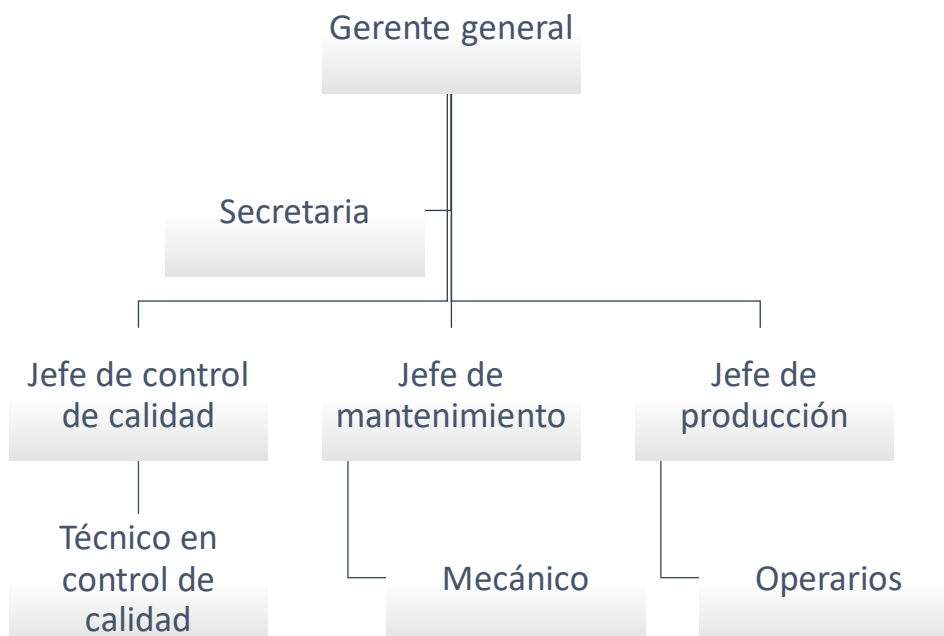 Gerente general
Secretaria
Jefe de control
de calidad
Jefe de
mantenimiento
Jefe de
producción
Técnico en
control de
calidad
Mecánico
Operarios